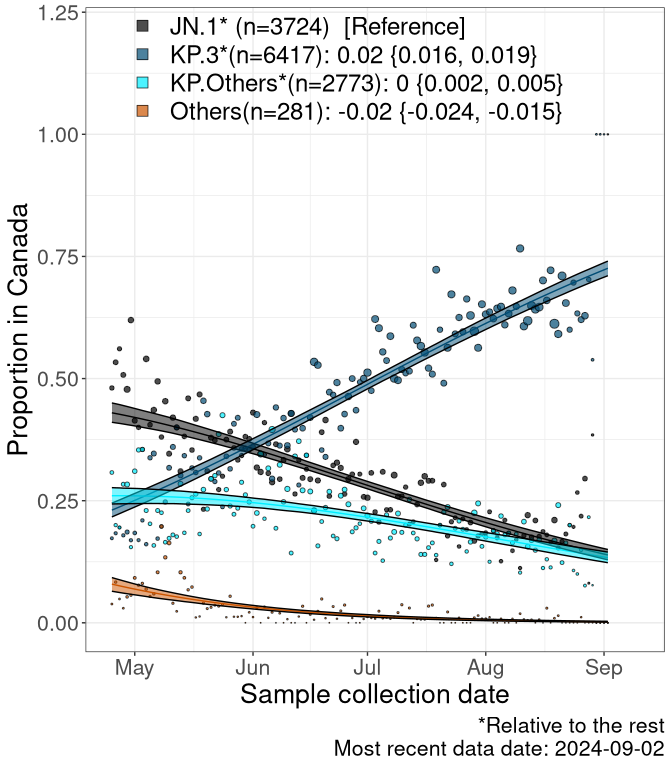 1.25
JN.1* (n=3724)  [Reference]
KP.3*(n=6417): 0.02 {0.016, 0.019}
KP.Others*(n=2773): 0 {0.002, 0.005}
Others(n=281): -0.02 {-0.024, -0.015}
1.00
0.75
0.50
0.25
0.00
Proportion in Canada
May Jun Jul Aug Sep
Sample collection date
*Relative to the rest
Most recent data date: 2024-09-02